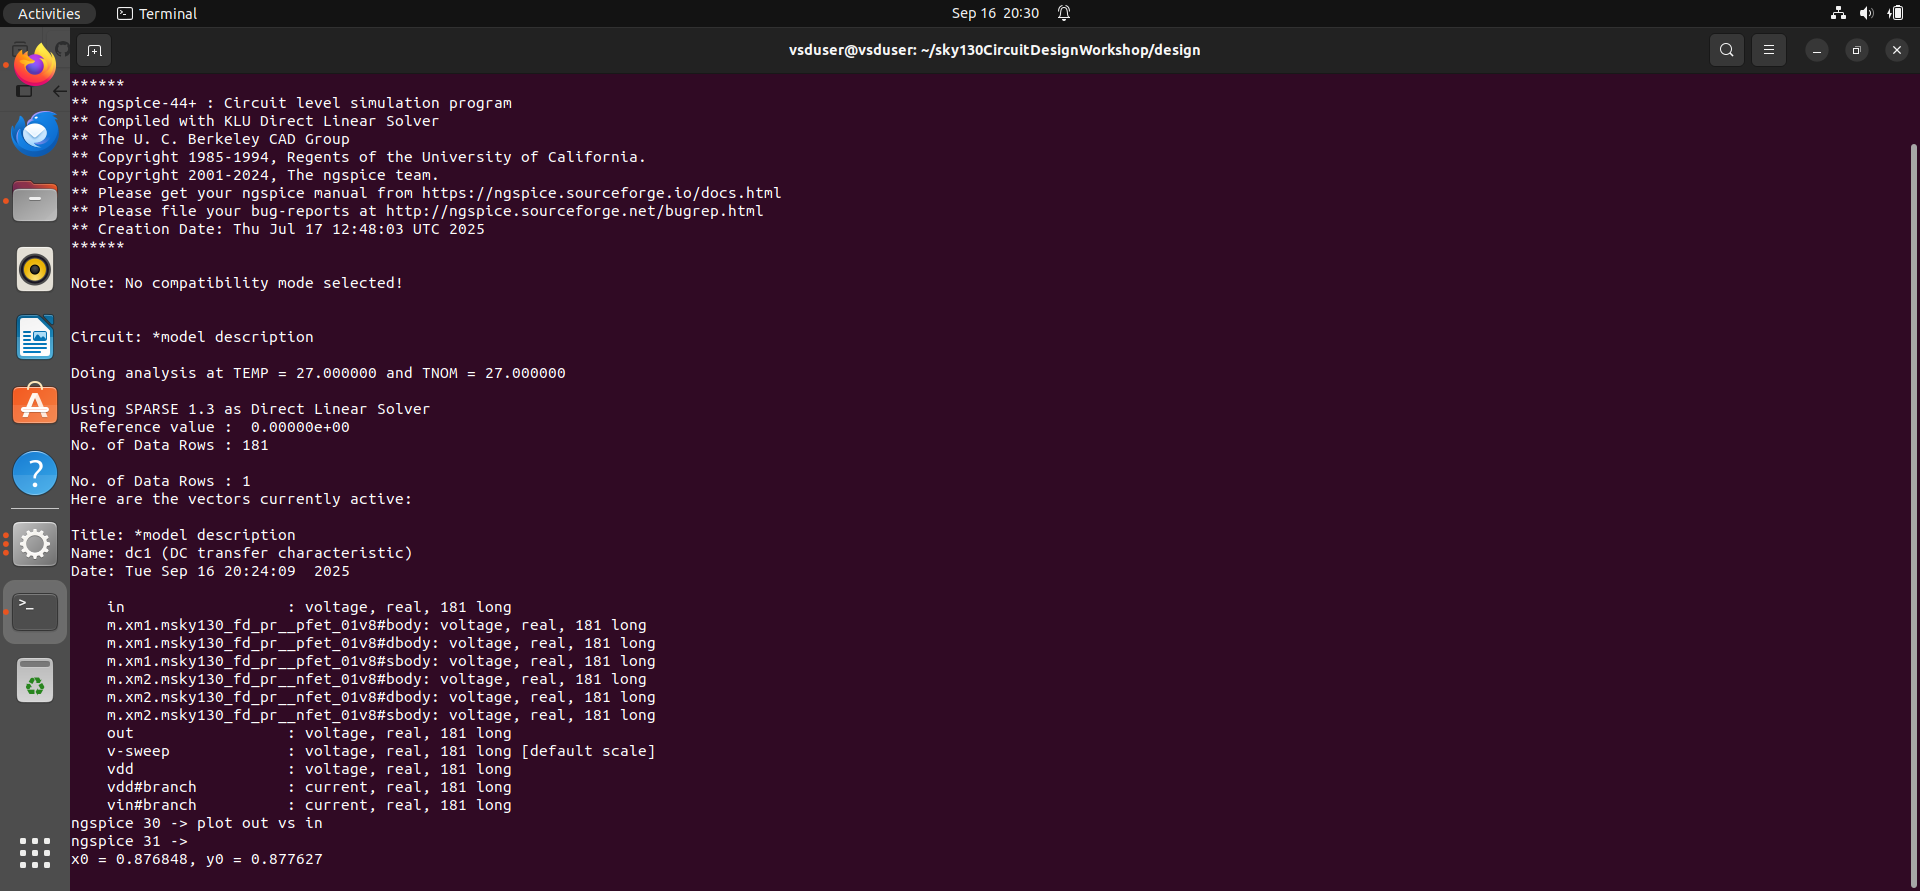 Activities
Terminal
Sep 16 20:30
vsduser@vsduser: ~/sky130CircuitDesignWorkshop/design
******
** ngspice-44+ : Circuit level simulation program
** Compiled with KLU Direct Linear Solver
** The U. C. Berkeley CAD Group
** Copyright 1985-1994, Regents of the University of California.
** Copyright 2001-2024, The ngspice team.
** Please get your ngspice manual from https://ngspice.sourceforge.io/docs.html
** Please file your bug-reports at http://ngspice.sourceforge.net/bugrep.html
** Creation Date: Thu Jul 17 12:48:03 UTC 2025
******
Note: No compatibility mode selected!
Circuit: *model description
Doing analysis at TEMP = 27.000000 and TNOM = 27.000000
Using SPARSE 1.3 as Direct Linear Solver
Reference value :  0.00000e+00
No. of Data Rows : 181
No. of Data Rows : 1
Here are the vectors currently active:
Title: *model description
Name: dc1 (DC transfer characteristic)
Date: Tue Sep 16 20:24:09  2025
in                  : voltage, real, 181 long
m.xm1.msky130_fd_pr__pfet_01v8#body: voltage, real, 181 long
m.xm1.msky130_fd_pr__pfet_01v8#dbody: voltage, real, 181 long
m.xm1.msky130_fd_pr__pfet_01v8#sbody: voltage, real, 181 long
m.xm2.msky130_fd_pr__nfet_01v8#body: voltage, real, 181 long
m.xm2.msky130_fd_pr__nfet_01v8#dbody: voltage, real, 181 long
m.xm2.msky130_fd_pr__nfet_01v8#sbody: voltage, real, 181 long
out                 : voltage, real, 181 long
v-sweep             : voltage, real, 181 long [default scale]
vdd                 : voltage, real, 181 long
vdd#branch          : current, real, 181 long
vin#branch          : current, real, 181 long
ngspice 30 -> plot out vs in
ngspice 31 ->
x0 = 0.876848, y0 = 0.877627